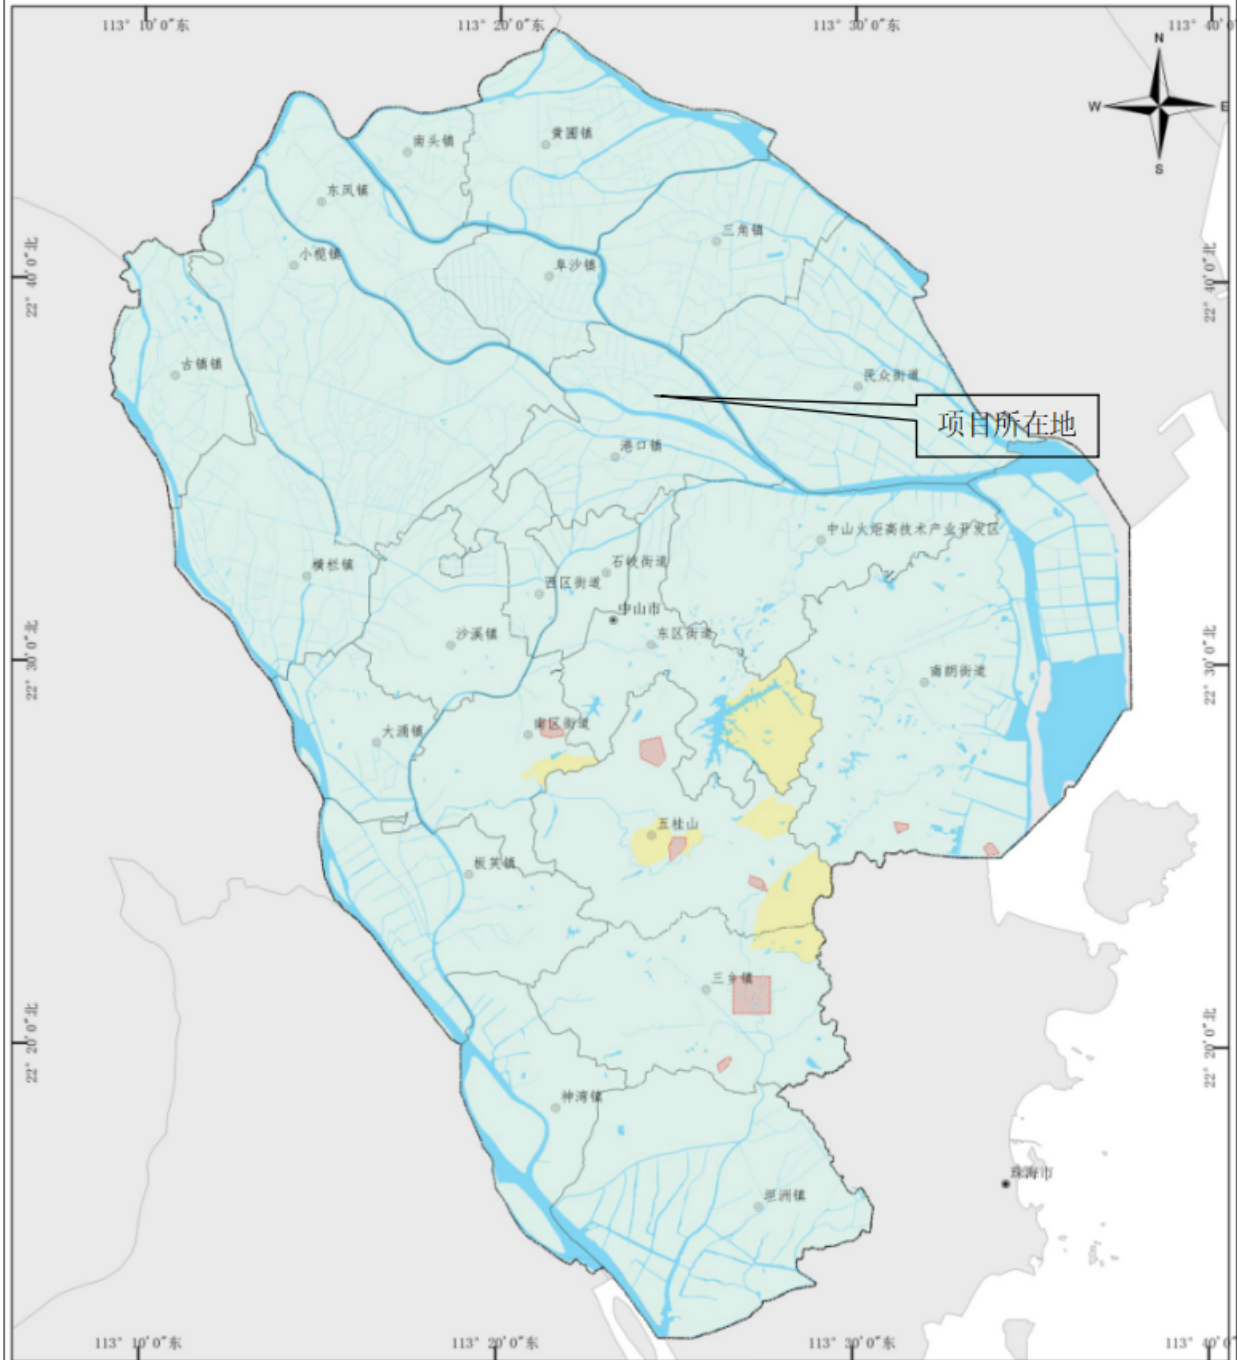 113° 10′0″东
113° 20′0″东
113° 30′0″东
113° 40′0″
N
W
E
S
南头镇
黄圃镇
东凤镇
三角镇
小榄镇
阜沙镇
22° 40′0″北
22° 40′0″北
古镇镇
民众街道
项目所在地
港口镇
中山火炬高技术产业开发区
横栏镇
石岐街道
西区街道
中山市
沙溪镇
东区街道
22° 30′0″北
22° 30′0″北
南朗街道
大涌镇
南区街道
五桂山
板芙镇
三乡镇
22° 20′0″北
22° 20′0″北
神湾镇
珠海市
坦洲镇
113° 10′0″东
113° 20′0″东
113° 30′0″东
113° 40′0″